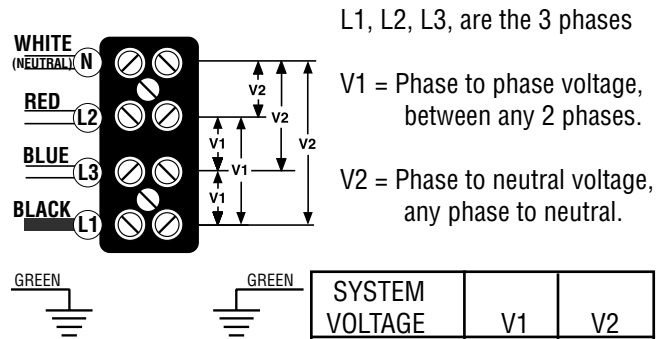 L1, L2, L3, are the 3 phases
WHITE
(NEUTRAL) N
RED
L2
BLUE
L3
BLACK
L1
V2
V2
V2
V1
V1
V1
V1 = Phase to phase voltage,
between any 2 phases.
V2 = Phase to neutral voltage,
any phase to neutral.
GREEN
GREEN
SYSTEM
VOLTAGE V1 V2